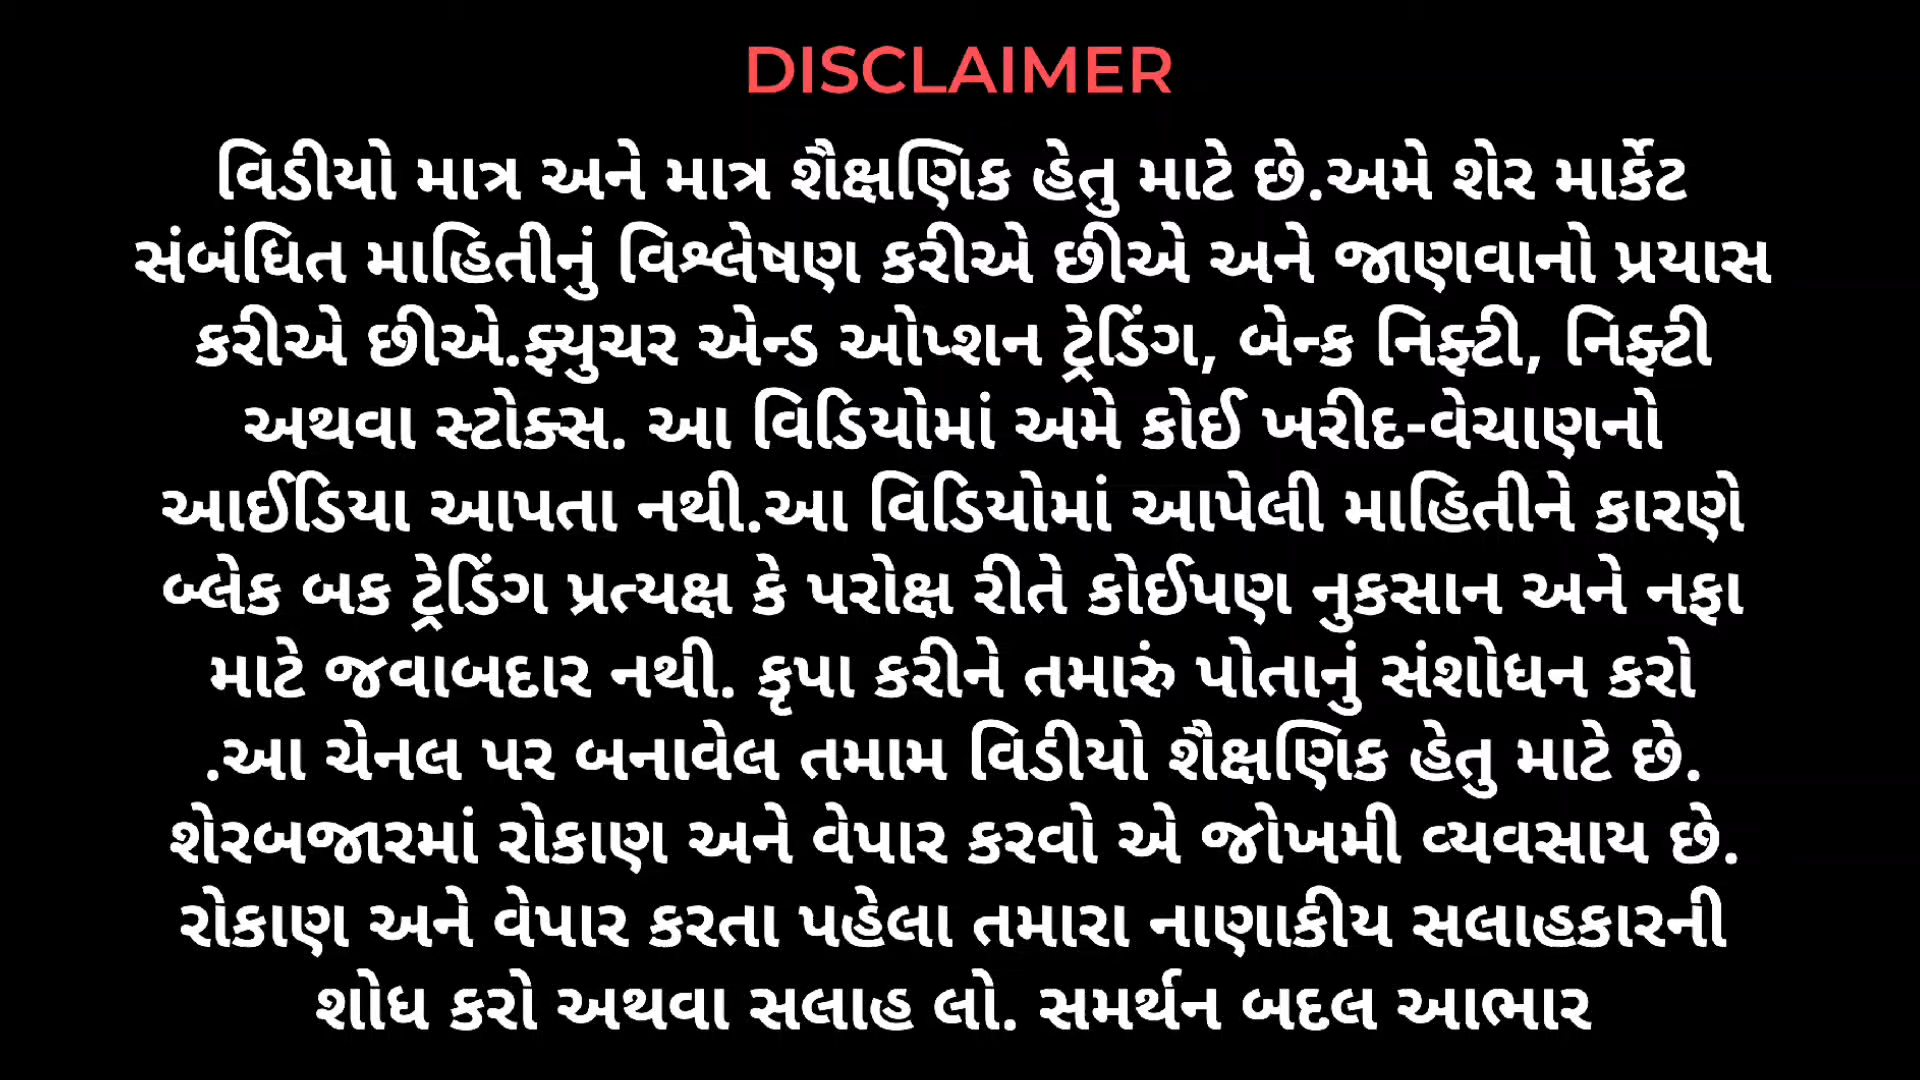 DISCLAIMER
વિડીયો માત્ર અને માત્ર શૈક્ષણિક હેતુ માટે છે.અમે શેર માર્કેટ
સંબંધિત માહિતીનું વિશ્લેષણ કરીએ છીએ અને જાણવાનો પ્રયાસ
કરીએ છીએ.ફ્યુચર એન્ડ ઓપ્શન ટ્રેડિંગ, બેન્ક નિફ્ટી, નિફ્ટી
અથવા સ્ટોક્સ. આ વિડિયોમાં અમે કોઈ ખરીદ-વેચાણનો
આઈડિયા આપતા નથી.આ વિડિયોમાં આપેલી માહિતીને કારણે
બ્લેક બક ટ્રેડિંગ પ્રત્યક્ષ કે પરોક્ષ રીતે કોઈપણ નુકસાન અને નફા
માટે જવાબદાર નથી. કૃપા કરીને તમારું પોતાનું સંશોધન કરો
.આ ચેનલ પર બનાવેલ તમામ વિડીયો શૈક્ષણિક હેતુ માટે છે.
શેરબજારમાં રોકાણ અને વેપાર કરવો એ જોખમી વ્યવસાય છે.
રોકાણ અને વેપાર કરતા પહેલા તમારા નાણાકીય સલાહકારની
શોધ કરો અથવા સલાહ લો. સમર્થન બદલ આભાર